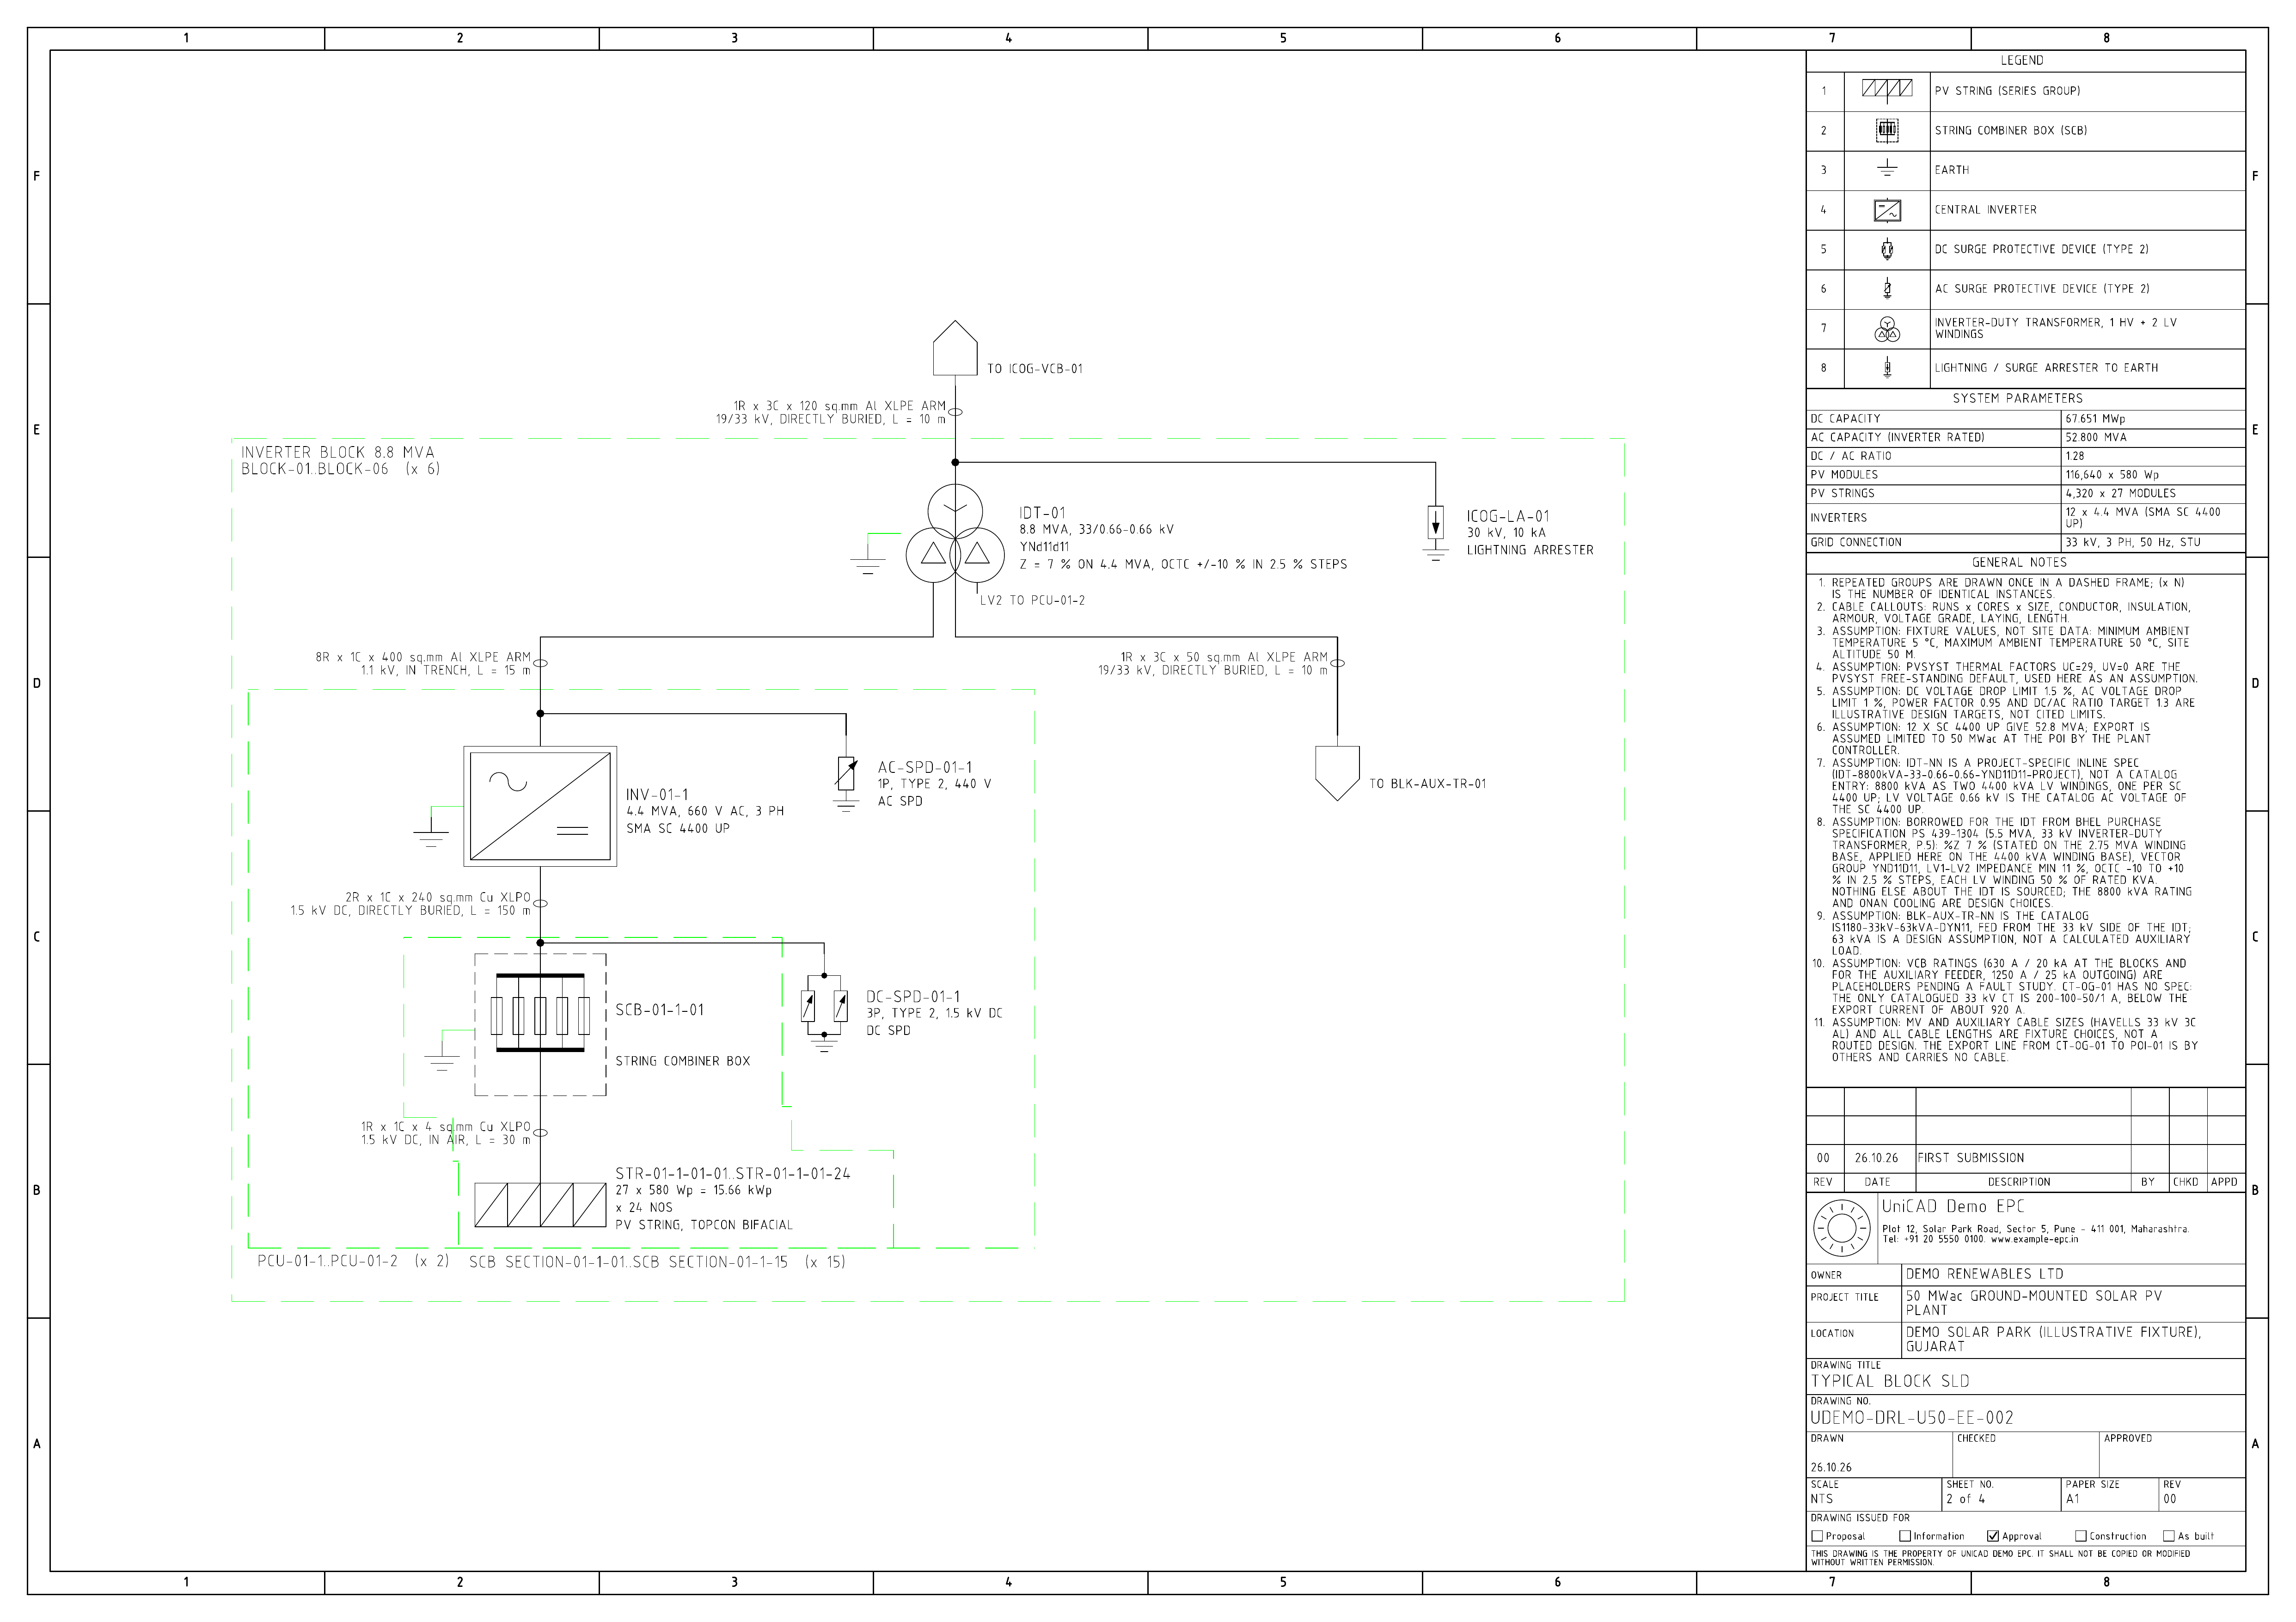 1 2 3 4 5 6 7 8
F
E
D
C
B
A
TO ICOG-VCB-01
1R x 3C x 120 sq.mm Al XLPE ARM
19/33 kV, DIRECTLY BURIED, L = 10 m
INVERTER BLOCK 8.8 MVA
BLOCK-01..BLOCK-06 (x 6)
IDT-01
8.8 MVA, 33/0.66-0.66 kV
YNd11d11
Z = 7 % ON 4.4 MVA, OCTC +/-10 % IN 2.5 % STEPS
LV2 TO PCU-01-2
ICOG-LA-01
30 kV, 10 kA
LIGHTNING ARRESTER
8R x 1C x 400 sq.mm Al XLPE ARM
1.1 kV, IN TRENCH, L = 15 m
1R x 3C x 50 sq.mm Al XLPE ARM
19/33 kV, DIRECTLY BURIED, L = 10 m
AC-SPD-01-1
1P, TYPE 2, 440 V
AC SPD
INV-01-1
4.4 MVA, 660 V AC, 3 PH
SMA SC 4400 UP
TO BLK-AUX-TR-01
2R x 1C x 240 sq.mm Cu XLPO
1.5 kV DC, DIRECTLY BURIED, L = 150 m
SCB-01-1-01
STRING COMBINER BOX
DC-SPD-01-1
3P, TYPE 2, 1.5 kV DC
DC SPD
1R x 1C x 4 sq.mm Cu XLPO
1.5 kV DC, IN AIR, L = 30 m
STR-01-1-01-01..STR-01-1-01-24
27 x 580 Wp = 15.66 kWp
x 24 NOS
PV STRING, TOPCON BIFACIAL
PCU-01-1..PCU-01-2 (x 2)
SCB SECTION-01-1-01..SCB SECTION-01-1-15 (x 15)
LEGEND
1 PV STRING (SERIES GROUP)
2 STRING COMBINER BOX (SCB)
3 EARTH
4 CENTRAL INVERTER
5 DC SURGE PROTECTIVE DEVICE (TYPE 2)
6 AC SURGE PROTECTIVE DEVICE (TYPE 2)
7 INVERTER-DUTY TRANSFORMER, 1 HV + 2 LV
WINDINGS
8 LIGHTNING / SURGE ARRESTER TO EARTH
SYSTEM PARAMETERS
DC CAPACITY 67.651 MWp
AC CAPACITY (INVERTER RATED) 52.800 MVA
DC / AC RATIO 1.28
PV MODULES 116,640 x 580 Wp
PV STRINGS 4,320 x 27 MODULES
INVERTERS 12 x 4.4 MVA (SMA SC 4400
UP)
GRID CONNECTION 33 kV, 3 PH, 50 Hz, STU
GENERAL NOTES
1. REPEATED GROUPS ARE DRAWN ONCE IN A DASHED FRAME; (x N)
IS THE NUMBER OF IDENTICAL INSTANCES.
2. CABLE CALLOUTS: RUNS x CORES x SIZE, CONDUCTOR, INSULATION,
ARMOUR, VOLTAGE GRADE, LAYING, LENGTH.
3. ASSUMPTION: FIXTURE VALUES, NOT SITE DATA: MINIMUM AMBIENT
TEMPERATURE 5 °C, MAXIMUM AMBIENT TEMPERATURE 50 °C, SITE
ALTITUDE 50 M.
4. ASSUMPTION: PVSYST THERMAL FACTORS UC=29, UV=0 ARE THE
PVSYST FREE-STANDING DEFAULT, USED HERE AS AN ASSUMPTION.
5. ASSUMPTION: DC VOLTAGE DROP LIMIT 1.5 %, AC VOLTAGE DROP
LIMIT 1 %, POWER FACTOR 0.95 AND DC/AC RATIO TARGET 1.3 ARE
ILLUSTRATIVE DESIGN TARGETS, NOT CITED LIMITS.
6. ASSUMPTION: 12 X SC 4400 UP GIVE 52.8 MVA; EXPORT IS
ASSUMED LIMITED TO 50 MWac AT THE POI BY THE PLANT
CONTROLLER.
7. ASSUMPTION: IDT-NN IS A PROJECT-SPECIFIC INLINE SPEC
(IDT-8800kVA-33-0.66-0.66-YND11D11-PROJECT), NOT A CATALOG
ENTRY: 8800 kVA AS TWO 4400 kVA LV WINDINGS, ONE PER SC
4400 UP; LV VOLTAGE 0.66 kV IS THE CATALOG AC VOLTAGE OF
THE SC 4400 UP.
8. ASSUMPTION: BORROWED FOR THE IDT FROM BHEL PURCHASE
SPECIFICATION PS 439-1304 (5.5 MVA, 33 kV INVERTER-DUTY
TRANSFORMER, P.5): %Z 7 % (STATED ON THE 2.75 MVA WINDING
BASE, APPLIED HERE ON THE 4400 kVA WINDING BASE), VECTOR
GROUP YND11D11, LV1-LV2 IMPEDANCE MIN 11 %, OCTC -10 TO +10
% IN 2.5 % STEPS, EACH LV WINDING 50 % OF RATED KVA.
NOTHING ELSE ABOUT THE IDT IS SOURCED; THE 8800 kVA RATING
AND ONAN COOLING ARE DESIGN CHOICES.
9. ASSUMPTION: BLK-AUX-TR-NN IS THE CATALOG
IS1180-33kV-63kVA-DYN11, FED FROM THE 33 kV SIDE OF THE IDT;
63 kVA IS A DESIGN ASSUMPTION, NOT A CALCULATED AUXILIARY
LOAD.
10. ASSUMPTION: VCB RATINGS (630 A / 20 kA AT THE BLOCKS AND
FOR THE AUXILIARY FEEDER, 1250 A / 25 kA OUTGOING) ARE
PLACEHOLDERS PENDING A FAULT STUDY. CT-OG-01 HAS NO SPEC:
THE ONLY CATALOGUED 33 kV CT IS 200-100-50/1 A, BELOW THE
EXPORT CURRENT OF ABOUT 920 A.
11. ASSUMPTION: MV AND AUXILIARY CABLE SIZES (HAVELLS 33 kV 3C
AL) AND ALL CABLE LENGTHS ARE FIXTURE CHOICES, NOT A
ROUTED DESIGN. THE EXPORT LINE FROM CT-OG-01 TO POI-01 IS BY
OTHERS AND CARRIES NO CABLE.
00 26.10.26 FIRST SUBMISSION
REV DATE DESCRIPTION BY CHKD APPD
UniCAD Demo EPC
Plot 12, Solar Park Road, Sector 5, Pune - 411 001, Maharashtra.
Tel: +91 20 5550 0100. www.example-epc.in
OWNER DEMO RENEWABLES LTD
PROJECT TITLE 50 MWac GROUND-MOUNTED SOLAR PV
PLANT
LOCATION DEMO SOLAR PARK (ILLUSTRATIVE FIXTURE),
GUJARAT
DRAWING TITLE
TYPICAL BLOCK SLD
DRAWING NO.
UDEMO-DRL-U50-EE-002
DRAWN CHECKED APPROVED
26.10.26
SCALE SHEET NO. PAPER SIZE REV
NTS 2 of 4 A1 00
DRAWING ISSUED FOR
Proposal Information Approval Construction As built
THIS DRAWING IS THE PROPERTY OF UNICAD DEMO EPC. IT SHALL NOT BE COPIED OR MODIFIED
WITHOUT WRITTEN PERMISSION.
F
E
D
C
B
A
1 2 3 4 5 6 7 8